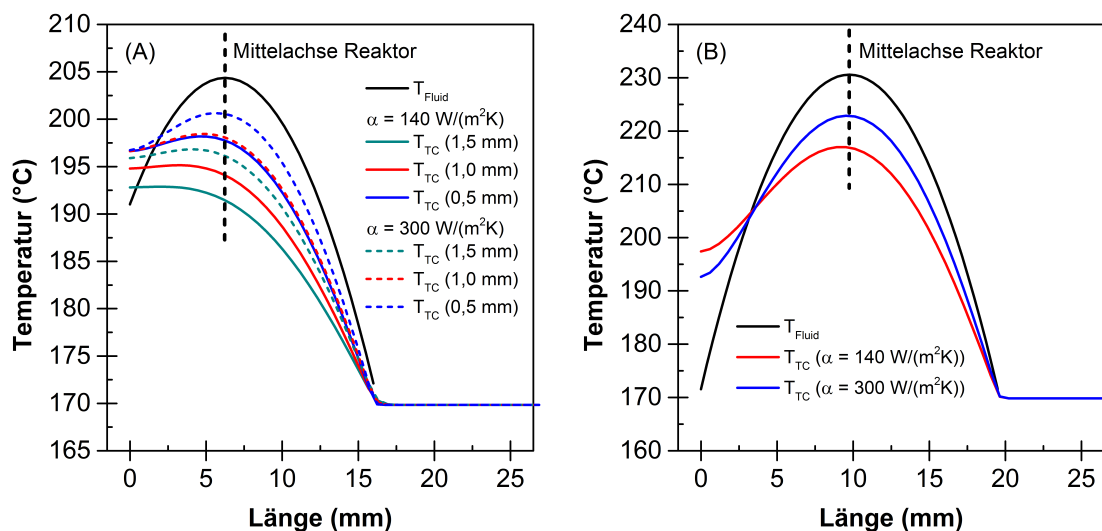 (A)
Mittelachse Reaktor
T_Fluid
α = 140 W/(m²K)
T_TC (1,5 mm)
T_TC (1,0 mm)
T_TC (0,5 mm)
α = 300 W/(m²K)
T_TC (1,5 mm)
T_TC (1,0 mm)
T_TC (0,5 mm)
Temperatur (°C)
210
205
200
195
190
185
180
175
170
165
0
5
10
15
20
25
Länge (mm)
(B)
Mittelachse Reaktor
T_Fluid
T_TC (α = 140 W/(m²K))
T_TC (α = 300 W/(m²K))
Temperatur (°C)
240
230
220
210
200
190
180
170
160
0
5
10
15
20
25
Länge (mm)